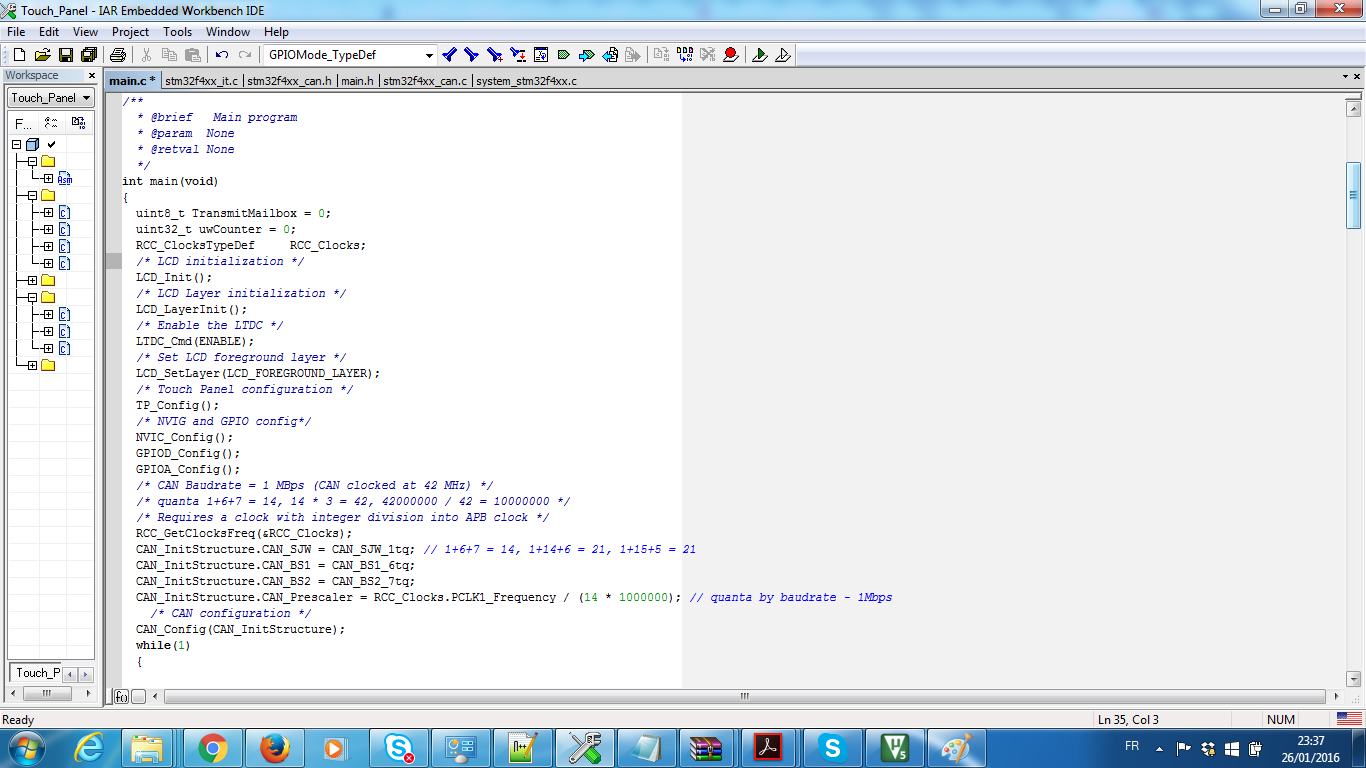 Touch_Panel - IAR Embedded Workbench IDE
File Edit View Project Tools Window Help
GPIOMode_TypeDef
Workspace
main.c * stm32f4xx_it.c stm32f4xx_can.h main.h stm32f4xx_can.c system_stm32f4xx.c
Touch_Panel
F...
Asm
/**
* @brief   Main program
* @param  None
* @retval None
*/
int main(void)
{
uint8_t TransmitMailbox = 0;
uint32_t uwCounter = 0;
RCC_ClocksTypeDef     RCC_Clocks;
/* LCD initialization */
LCD_Init();
/* LCD Layer initialization */
LCD_LayerInit();
/* Enable the LTDC */
LTDC_Cmd(ENABLE);
/* Set LCD foreground layer */
LCD_SetLayer(LCD_FOREGROUND_LAYER);
/* Touch Panel configuration */
TP_Config();
/* NVIG and GPIO config*/
NVIC_Config();
GPIOD_Config();
GPIOA_Config();
/* CAN Baudrate = 1 MBps (CAN clocked at 42 MHz) */
/* quanta 1+6+7 = 14, 14 * 3 = 42, 42000000 / 42 = 10000000 */
/* Requires a clock with integer division into APB clock */
RCC_GetClocksFreq(&RCC_Clocks);
CAN_InitStructure.CAN_SJW = CAN_SJW_1tq; // 1+6+7 = 14, 1+14+6 = 21, 1+15+5 = 21
CAN_InitStructure.CAN_BS1 = CAN_BS1_6tq;
CAN_InitStructure.CAN_BS2 = CAN_BS2_7tq;
CAN_InitStructure.CAN_Prescaler = RCC_Clocks.PCLK1_Frequency / (14 * 1000000); // quanta by baudrate - 1Mbps
/* CAN configuration */
CAN_Config(CAN_InitStructure);
while(1)
{
Touch_P
f()
Ready
Ln 35, Col 3
NUM
FR
23:37
26/01/2016